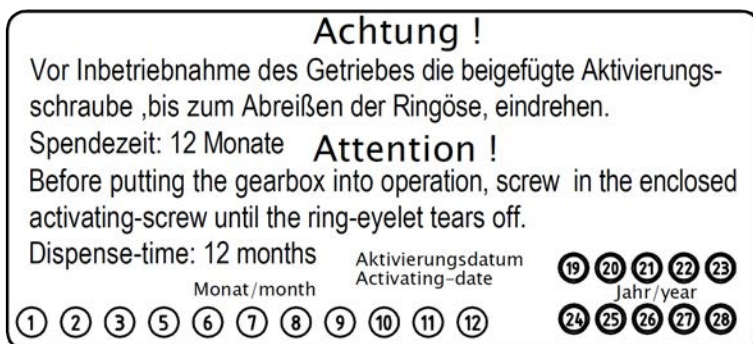 Achtung !
Vor Inbetriebnahme des Getriebes die beigefügte Aktivierungs-
schraube ,bis zum Abreißen der Ringöse, eindrehen.
Spendezeit: 12 Monate
Attention !
Before putting the gearbox into operation, screw in the enclosed
activating-screw until the ring-eyelet tears off.
Dispense-time: 12 months
Aktivierungsdatum
Activating-date
Monat/month
1 2 3 5 6 7 8 9 10 11 12
19 20 21 22 23
Jahr/year
24 25 26 27 28